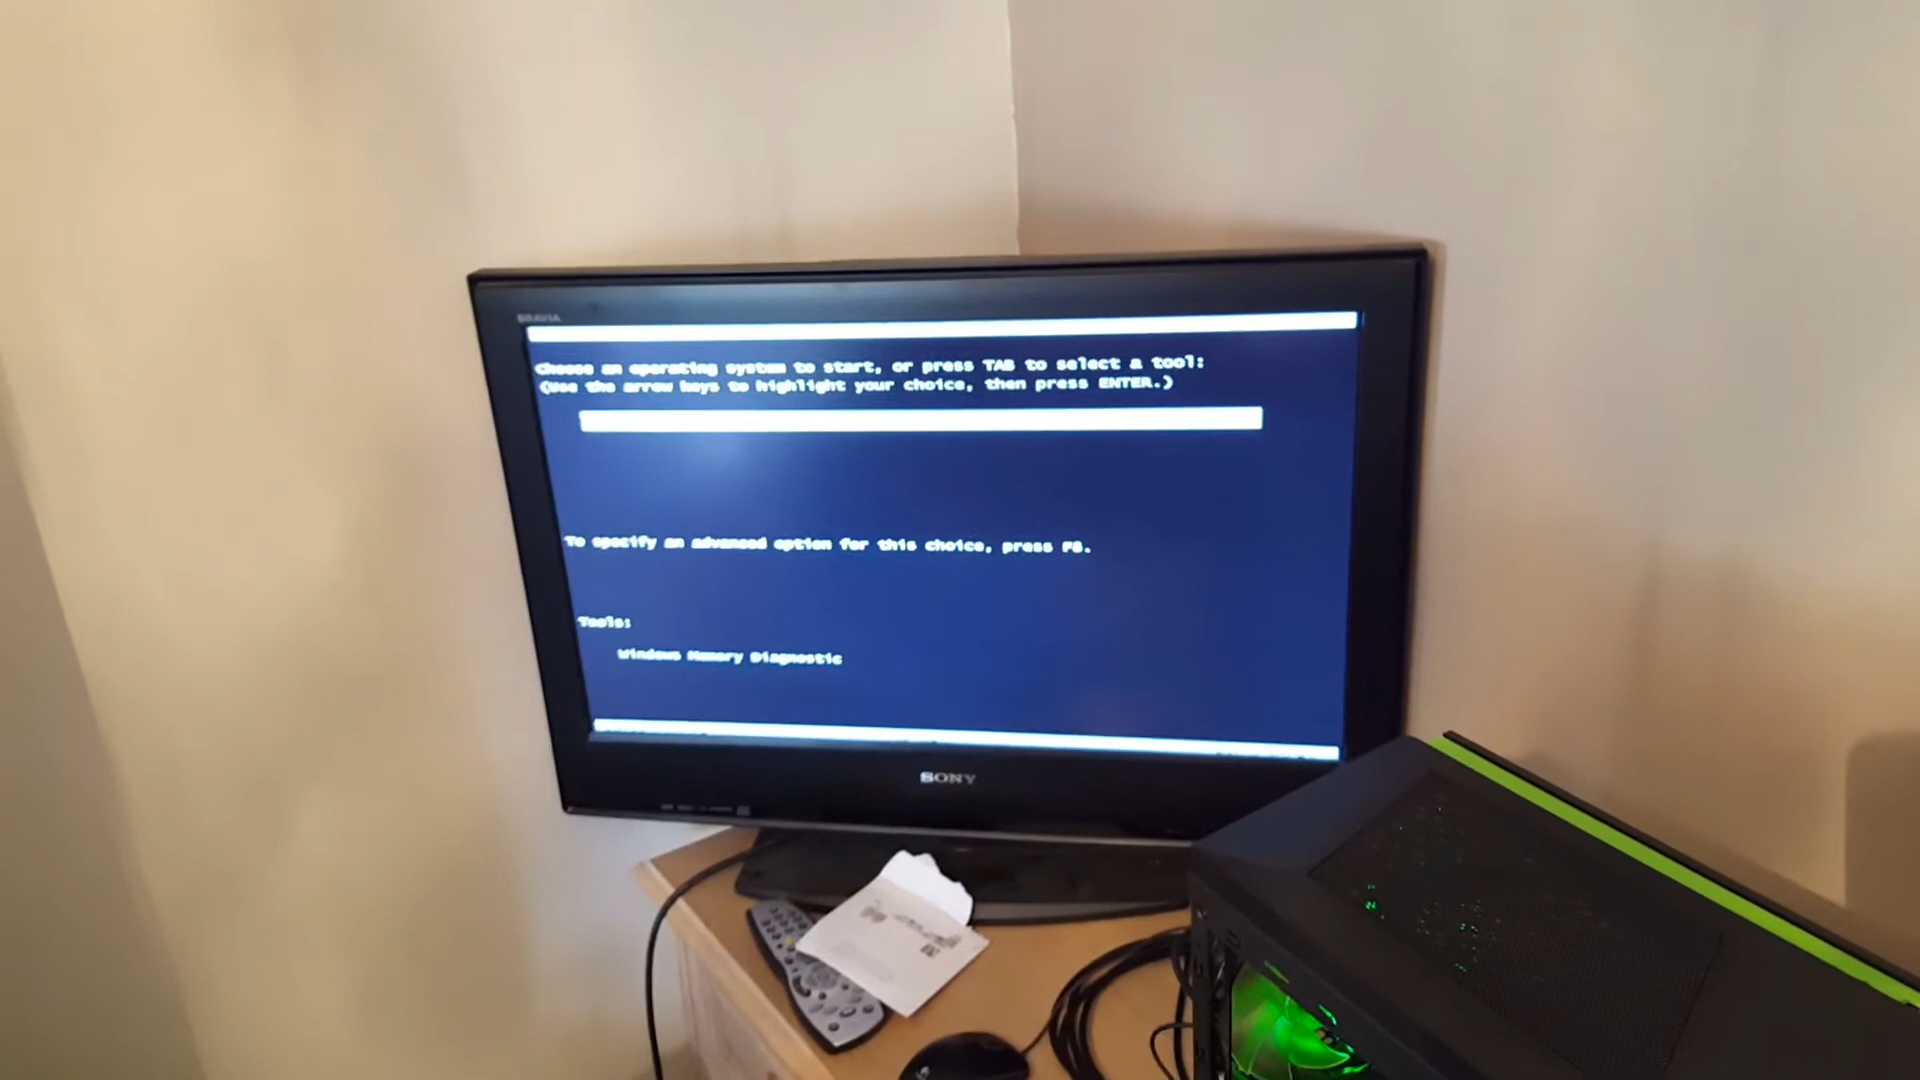 BRAVIA
Choose an operating system to start, or press TAB to select a tool:
(Use the arrow keys to highlight your choice, then press ENTER.)
To specify an advanced option for this choice, press F8.
Tools:
Windows Memory Diagnostic
SONY